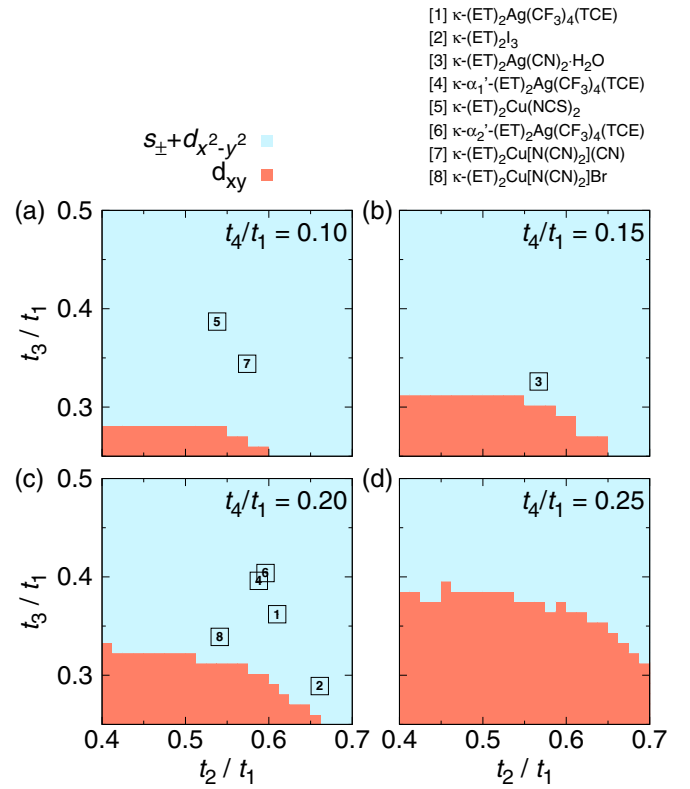 [1] κ-(ET)₂Ag(CF₃)₄(TCE)
[2] κ-(ET)₂I₃
[3] κ-(ET)₂Ag(CN)₂·H₂O
[4] κ-α₁'-(ET)₂Ag(CF₃)₄(TCE)
[5] κ-(ET)₂Cu(NCS)₂
[6] κ-α₂'-(ET)₂Ag(CF₃)₄(TCE)
[7] κ-(ET)₂Cu[N(CN)₂](CN)
[8] κ-(ET)₂Cu[N(CN)₂]Br
s±+dx²-y²
dxy
(a) t₄/t₁ = 0.10
0.5
0.4
0.3
t₃ / t₁
5
7
(b) t₄/t₁ = 0.15
3
(c) t₄/t₁ = 0.20
0.5
0.4
0.3
t₃ / t₁
6
4
1
8
2
0.4 0.5 0.6 0.7
t₂ / t₁
(d) t₄/t₁ = 0.25
0.4 0.5 0.6 0.7
t₂ / t₁